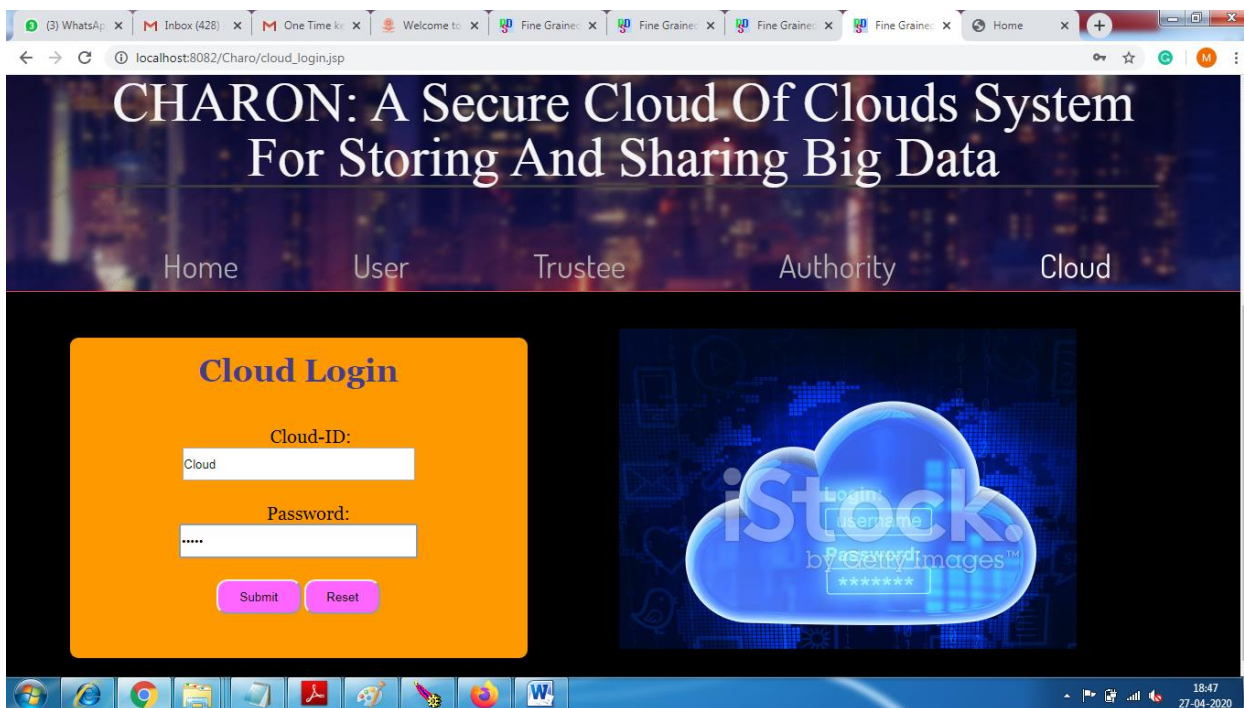 (3) WhatsAp
Inbox (428)
One Time ke
Welcome to
Fine Grained
Fine Grained
Fine Grained
Fine Grained
Home
localhost:8082/Charo/cloud_login.jsp
M
CHARON: A Secure Cloud Of Clouds System
For Storing And Sharing Big Data
Home User Trustee Authority Cloud
Cloud Login
Cloud-ID:
Cloud
Password:
•••••
Submit Reset
iStock.
by Getty Images™
Login:
username
Password:
*******
18:47
27-04-2020